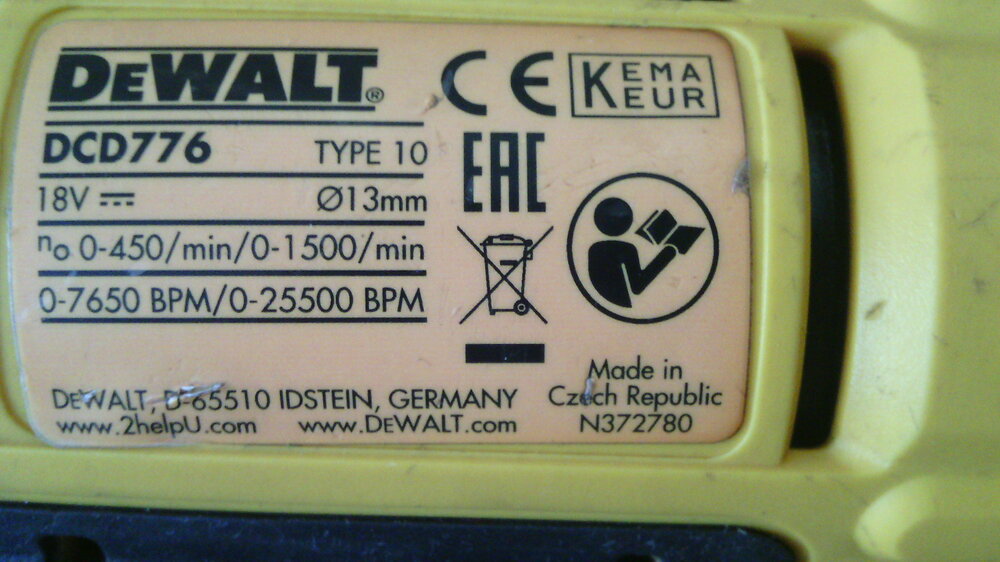 DEWALT®
CE KEMA KEUR
DCD776 TYPE 10
EAC
18V Ø13mm
no 0-450/min/0-1500/min
0-7650 BPM/0-25500 BPM
DEWALT, D-65510 IDSTEIN, GERMANY
www.2helpU.com www.DEWALT.com
Made in
Czech Republic
N372780